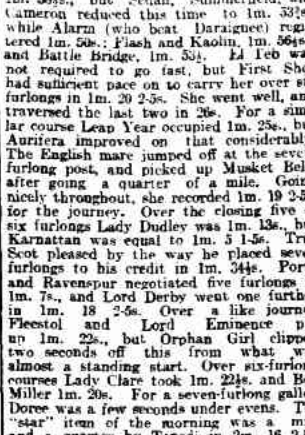 Cameron reduced this time to 1m. 53½s
while Alarm (who beat Daraignee) regi
tered 1m. 50s.; Flash and Kaolin, 1m. 56
and Battle Bridge, 1m. 53½. El Teb wa
not required to go fast, but First She
had sufficient pace on to carry her over si
furlongs in 1m. 20 2-5s. She went well, an
traversed the last two in 26s. For a simi
lar course Leap Year occupied 1m. 25s., bu
Aurifera improved on that considerabl
The English mare jumped off at the seve
furlong post, and picked up Musket Bel
after going a quarter of a mile. Goin
nicely throughout, she recorded 1m. 19 2-5
for the journey. Over the closing five
six furlongs Lady Dudley was 1m. 13s., bu
Karnattan was equal to 1m. 5 1-5s. Tru
Scot pleased by the way he placed seve
furlongs to his credit in 1m. 34½s. Por
and Ravenspur negotiated five furlongs
1m. 7s., and Lord Derby went one furth
in 1m. 18 2-5s. Over a like journe
Fleestol and Lord Eminence
up 1m. 22s., but Orphan Girl clippe
two seconds off this from what
almost a standing start. Over six-furlon
courses Lady Clare took 1m. 22½s. and B
Miller 1m. 20s. For a seven-furlong gallo
Doree was a few seconds under evens. T
"star" item of the morning was a